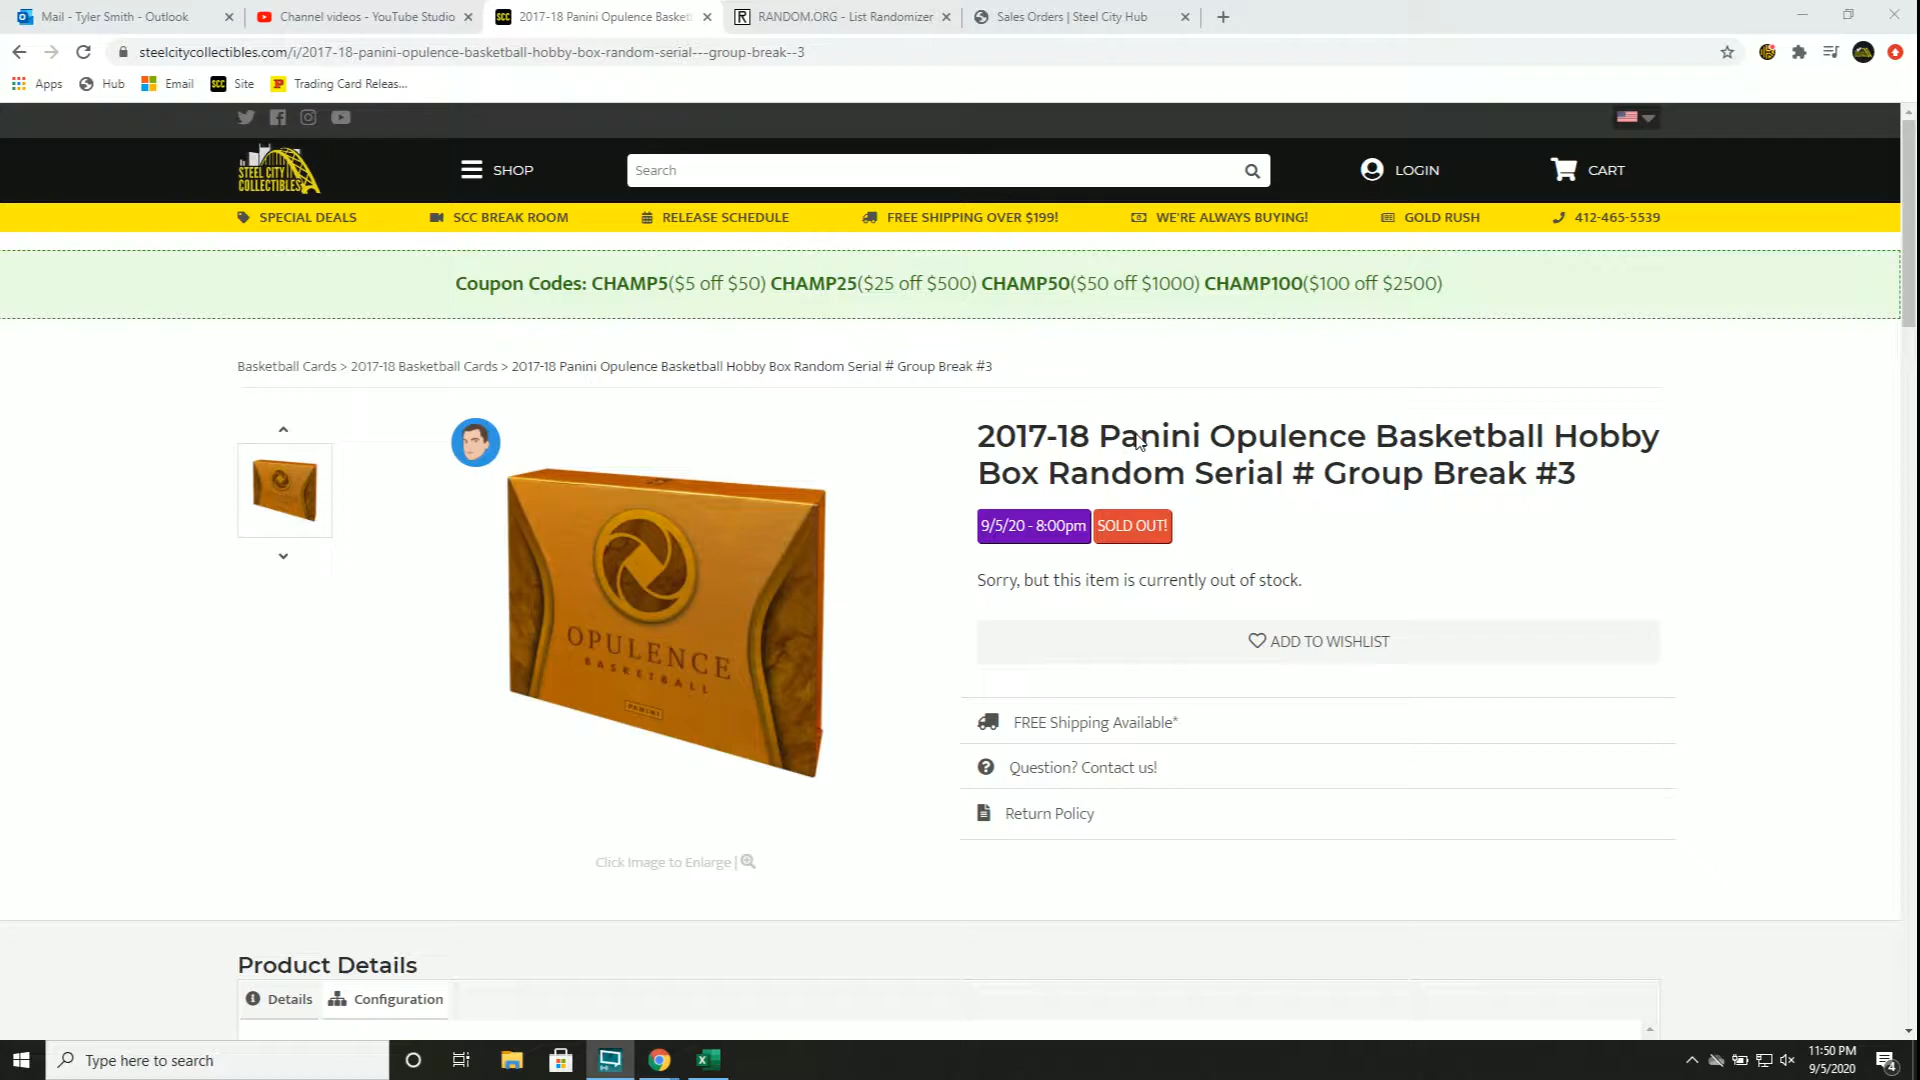 Mail - Tyler Smith - Outlook
Channel videos - YouTube Studio
2017-18 Panini Opulence Basket
RANDOM.ORG - List Randomizer
Sales Orders | Steel City Hub
steelcitycollectibles.com/i/2017-18-panini-opulence-basketball-hobby-box-random-serial---group-break--3
Apps
Hub
Email
Site
Trading Card Releas...
STEEL CITY
COLLECTIBLES
SHOP
Search
LOGIN
CART
SPECIAL DEALS
SCC BREAK ROOM
RELEASE SCHEDULE
FREE SHIPPING OVER $199!
WE'RE ALWAYS BUYING!
GOLD RUSH
412-465-5539
Coupon Codes: CHAMP5($5 off $50) CHAMP25($25 off $500) CHAMP50($50 off $1000) CHAMP100($100 off $2500)
Basketball Cards > 2017-18 Basketball Cards > 2017-18 Panini Opulence Basketball Hobby Box Random Serial # Group Break #3
OPULENCE
BASKETBALL
PANINI
Click Image to Enlarge |
2017-18 Panini Opulence Basketball Hobby
Box Random Serial # Group Break #3
9/5/20 - 8:00pm
SOLD OUT!
Sorry, but this item is currently out of stock.
ADD TO WISHLIST
FREE Shipping Available*
Question? Contact us!
Return Policy
Product Details
Details
Configuration
Type here to search
11:50 PM
9/5/2020
4